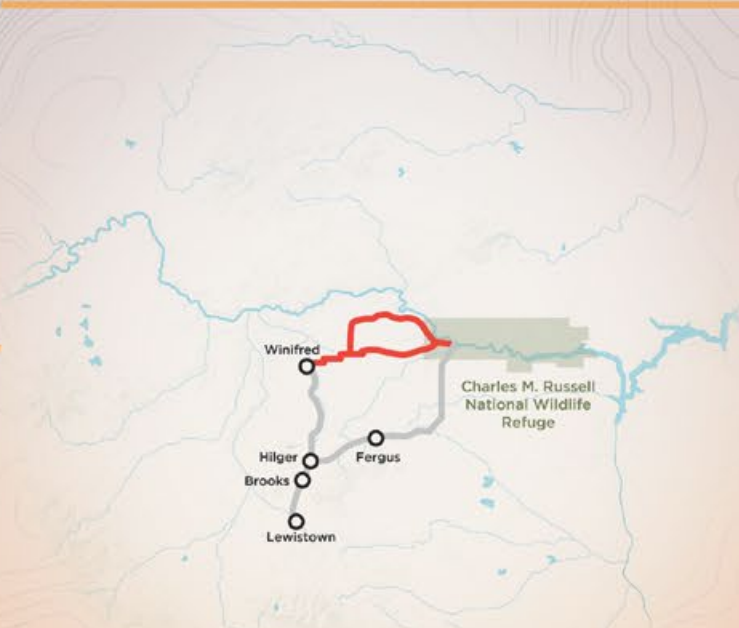 Winifred
Charles M. Russell
National Wildlife
Refuge
Hilger
Fergus
Brooks
Lewistown